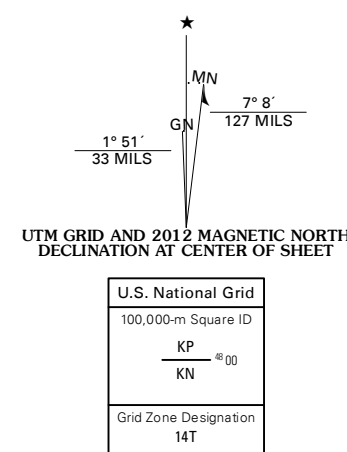 ★
MN
GN
7° 8´
127 MILS
1° 51´
33 MILS
UTM GRID AND 2012 MAGNETIC NORTH
DECLINATION AT CENTER OF SHEET
U.S. National Grid
100,000-m Square ID
KP
48 00
KN
Grid Zone Designation
14T